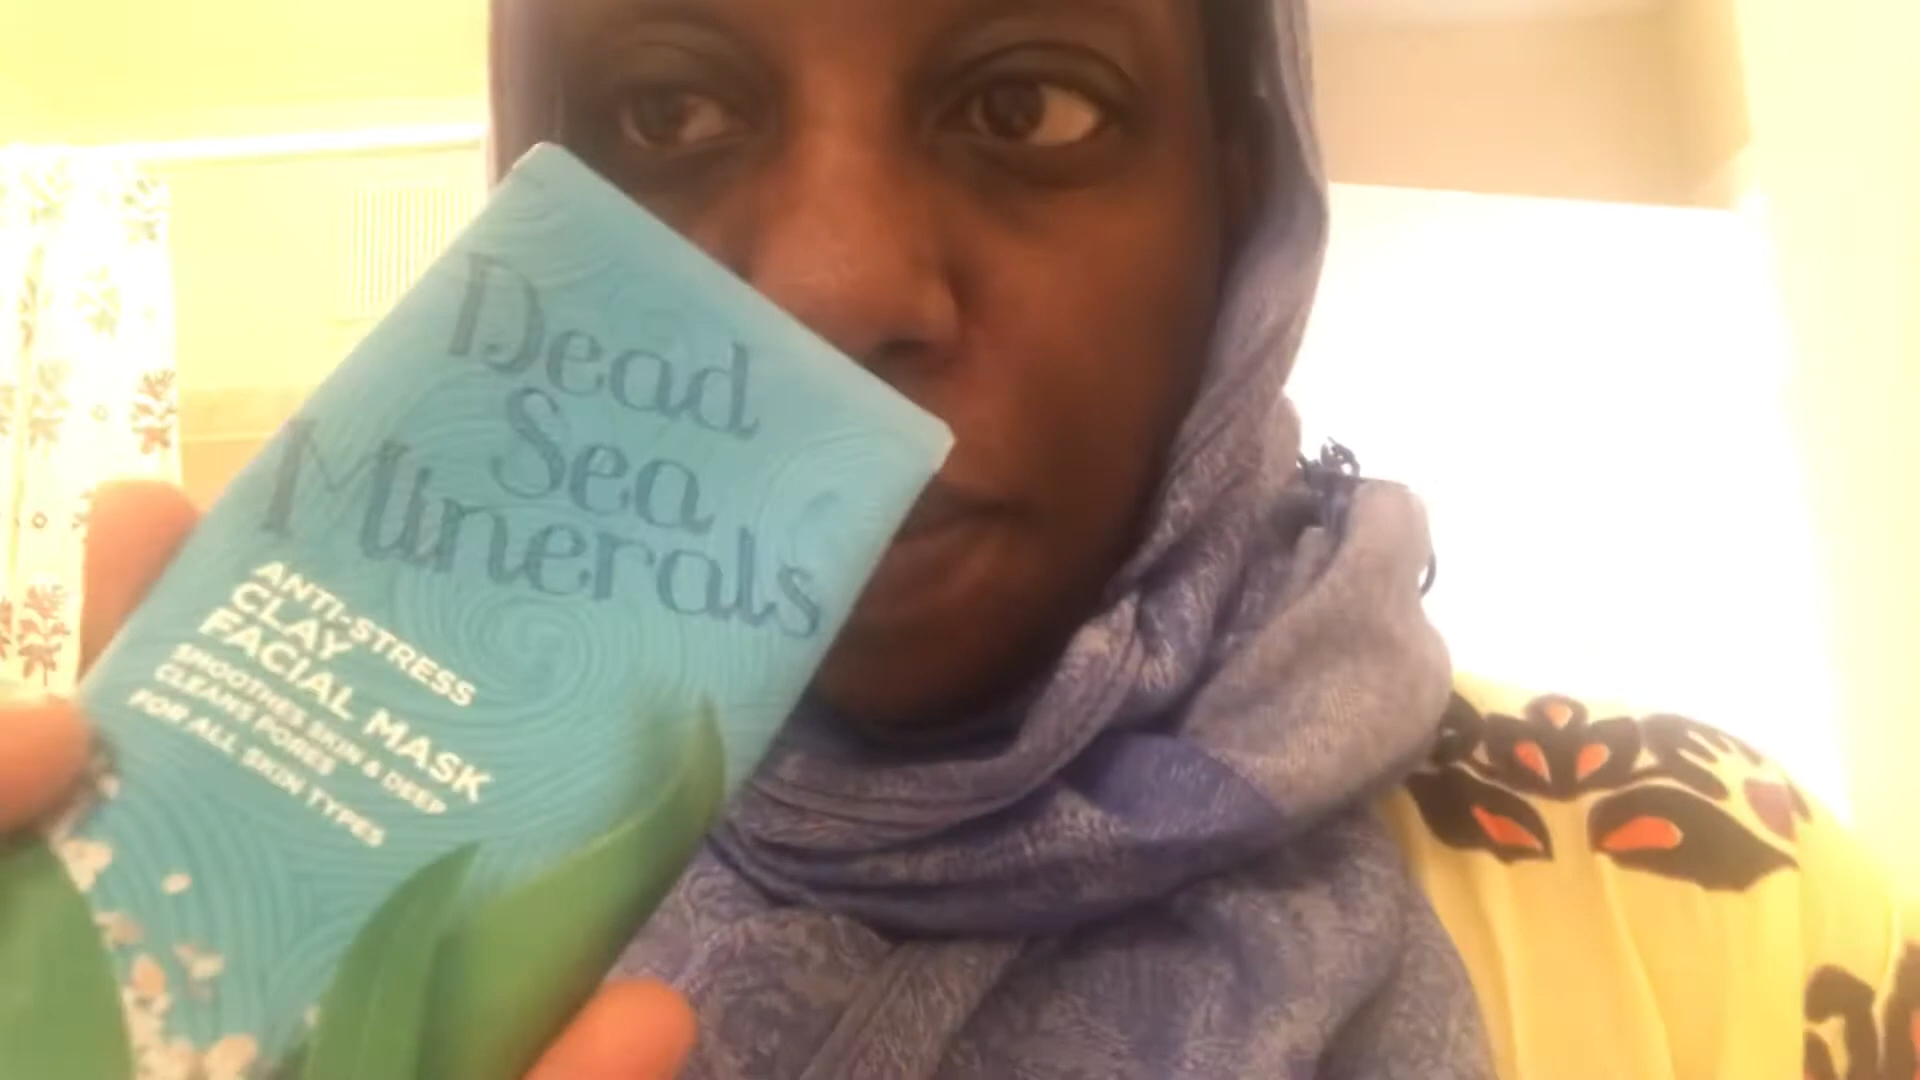 Dead
Sea
Minerals
ANTI-STRESS
CLAY
FACIAL MASK
SMOOTHES SKIN & DEEP
CLEANS PORES
FOR ALL SKIN TYPES